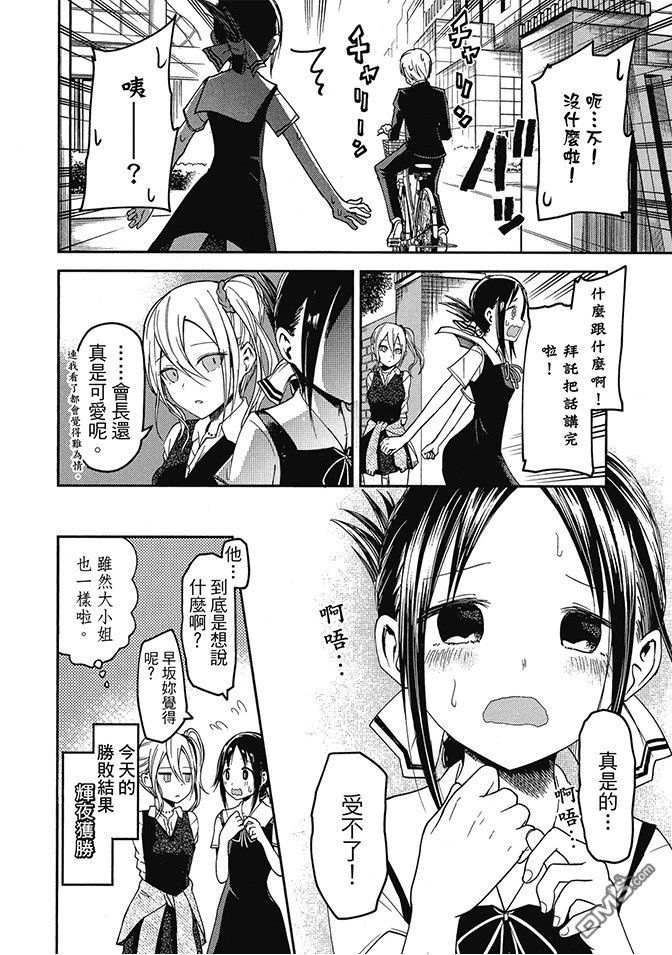 呃…不！
沒什麼啦！
チャリーン
チャリーン
咦
——？
什麼跟什麼啊！
拜託把話講完
啦！
……會長還
真是可愛呢。
連我看了都會覺得難為情。
真是的…
啊唔…
啊唔…
受不了！
他…
到底是想說
什麼啊？
早坂妳覺得
呢？
雖然大小姐
也一樣啦。
今天的
勝敗結果
輝夜獲勝